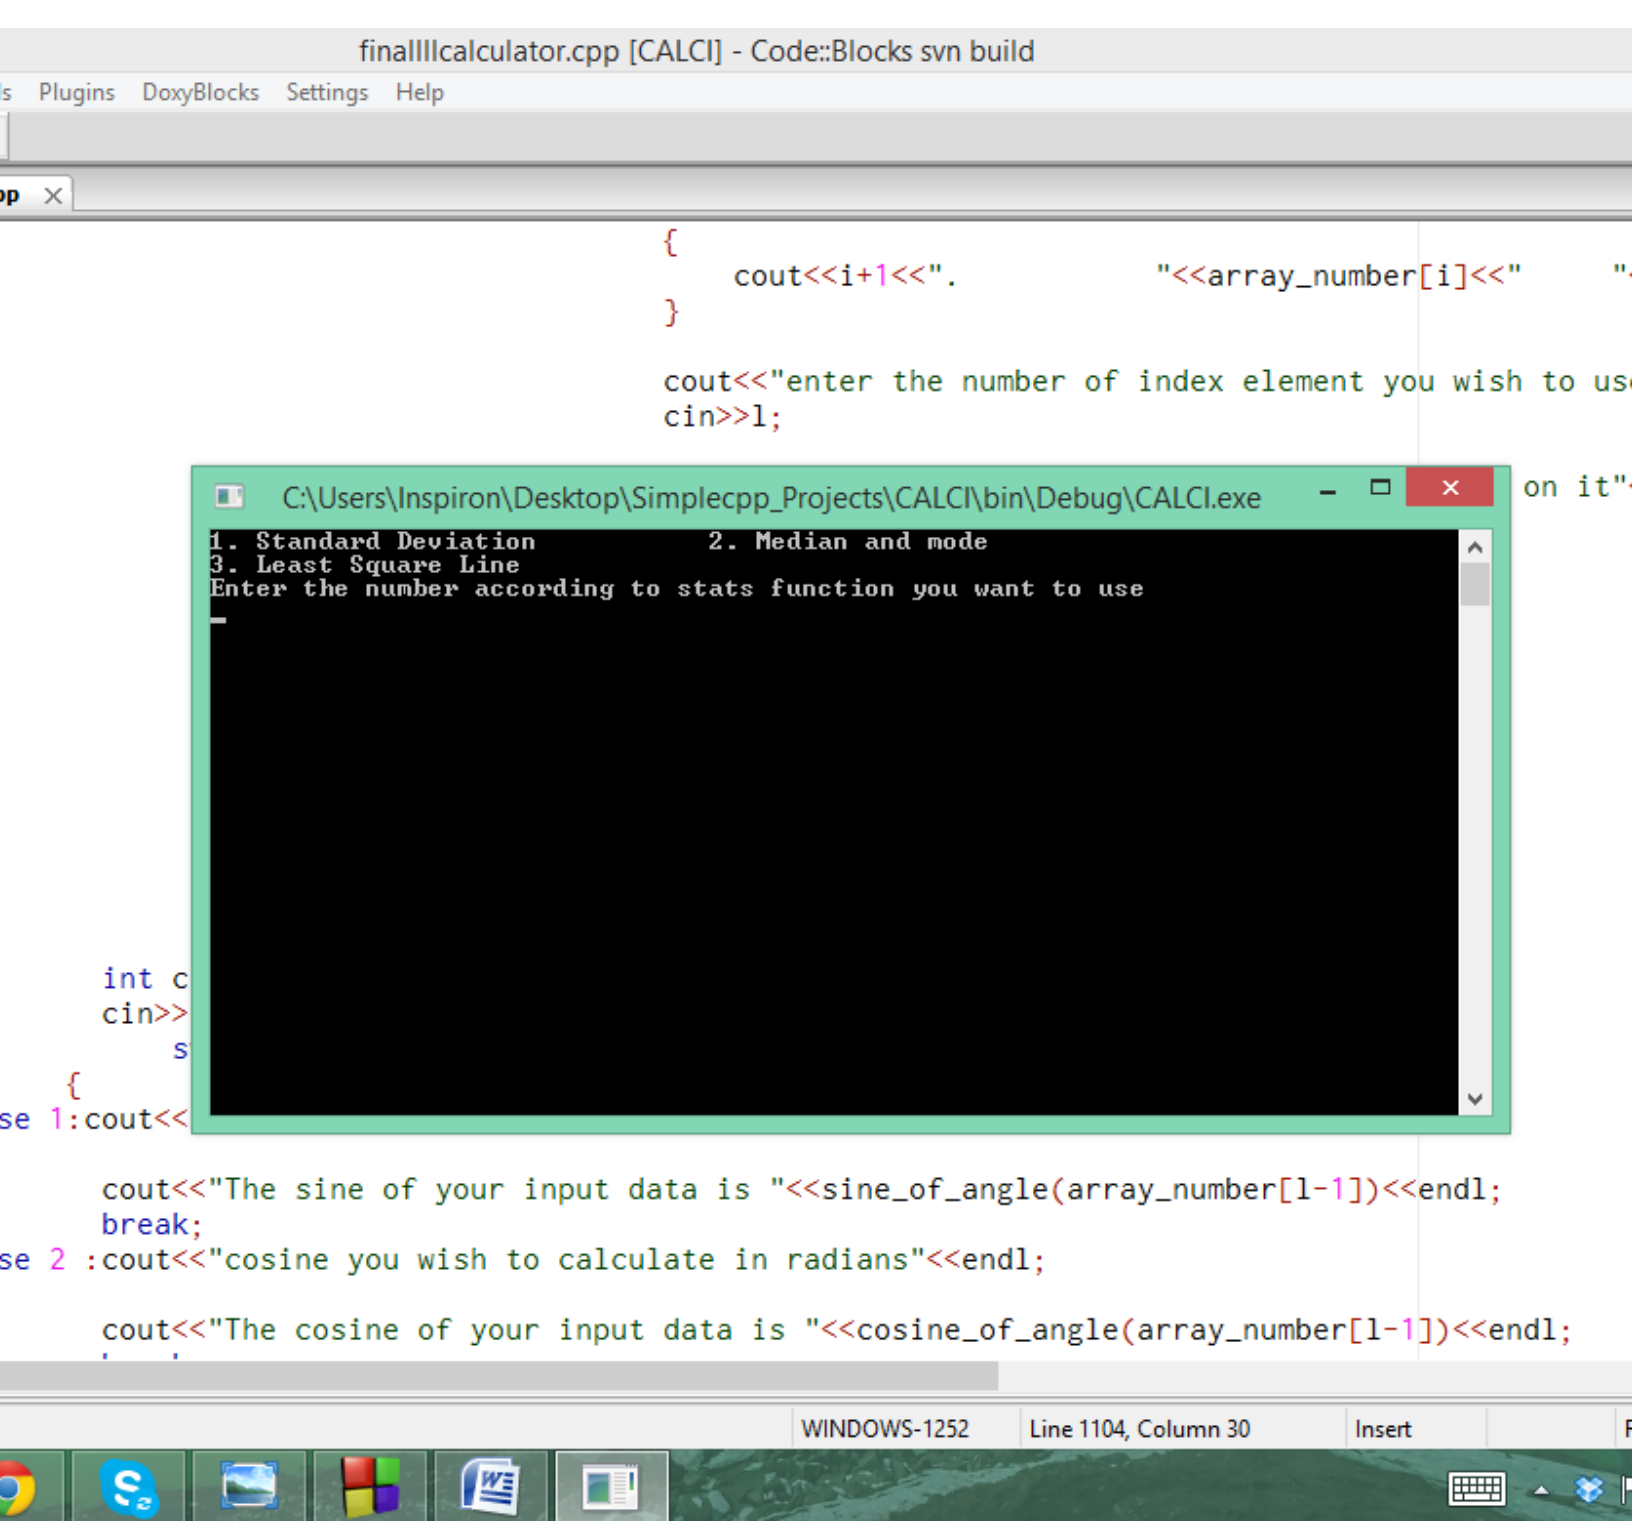 finallllcalculator.cpp [CALCI] - Code::Blocks svn build
Plugins DoxyBlocks Settings Help
{
cout<<i+1<<".            "<<array_number[i]<<"     "<
}
cout<<"enter the number of index element you wish to
cin>>l;
on it"<
C:\Users\Inspiron\Desktop\Simplecpp_Projects\CALCI\bin\Debug\CALCI.exe
1. Standard Deviation           2. Median and mode
3. Least Square Line
Enter the number according to stats function you want to use
int c
cin>>
{
se 1:cout<<
cout<<"The sine of your input data is "<<sine_of_angle(array_number[l-1])<<endl;
break;
se 2 :cout<<"cosine you wish to calculate in radians"<<endl;
cout<<"The cosine of your input data is "<<cosine_of_angle(array_number[l-1])<<endl;
WINDOWS-1252 Line 1104, Column 30 Insert